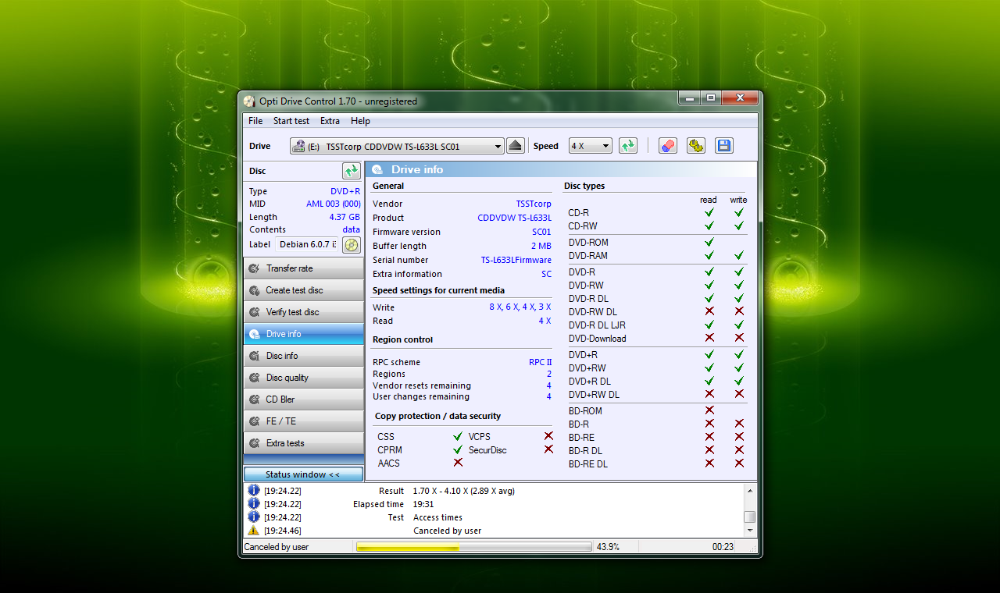 Opti Drive Control 1.70 - unregistered
File Start test Extra Help
Drive (E:) TSSTcorp CDDVDW TS-L633L SC01 Speed 4 X
Disc
Type DVD+R
MID AML 003 (000)
Length 4.37 GB
Contents data
Label Debian 6.0.7 i:
Transfer rate
Create test disc
Verify test disc
Drive info
Disc info
Disc quality
CD Bler
FE / TE
Extra tests
Status window <<
Drive info
General
Vendor TSSTcorp
Product CDDVDW TS-L633L
Firmware version SC01
Buffer length 2 MB
Serial number TS-L633LFirmware
Extra information SC
Speed settings for current media
Write 8 X, 6 X, 4 X, 3 X
Read 4 X
Region control
RPC scheme RPC II
Regions 2
Vendor resets remaining 4
User changes remaining 4
Copy protection / data security
CSS VCPS
CPRM SecurDisc
AACS
Disc types
read write
CD-R
CD-RW
DVD-ROM
DVD-RAM
DVD-R
DVD-RW
DVD-R DL
DVD-RW DL
DVD-R DL LJR
DVD-Download
DVD+R
DVD+RW
DVD+R DL
DVD+RW DL
BD-ROM
BD-R
BD-RE
BD-R DL
BD-RE DL
[19:24.22] Result 1.70 X - 4.10 X (2.89 X avg)
[19:24.22] Elapsed time 19:31
[19:24.22] Test Access times
[19:24.46] Canceled by user
Canceled by user 43.9% 00:23